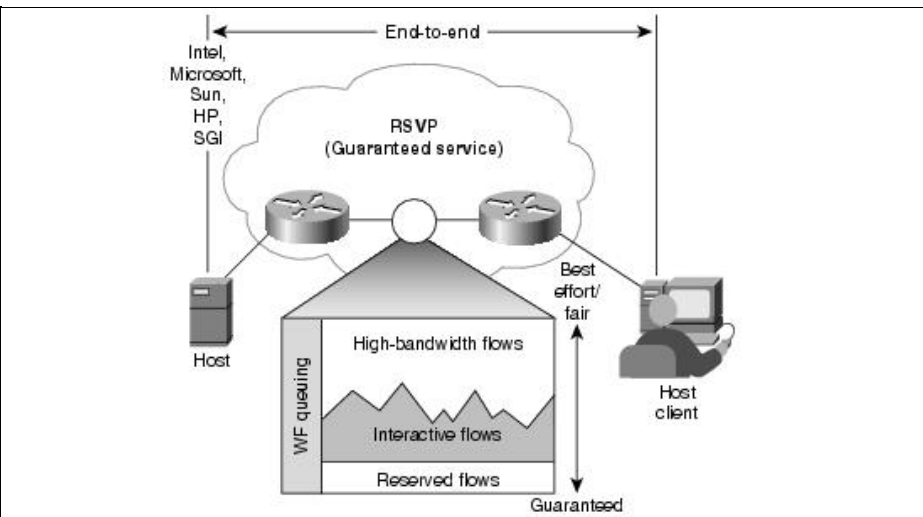 End-to-end
Intel,
Microsoft,
Sun,
HP,
SGI
RSVP
(Guaranteed service)
Best
effort/
fair
Host
WF queuing
High-bandwidth flows
Interactive flows
Reserved flows
Host
client
Guaranteed